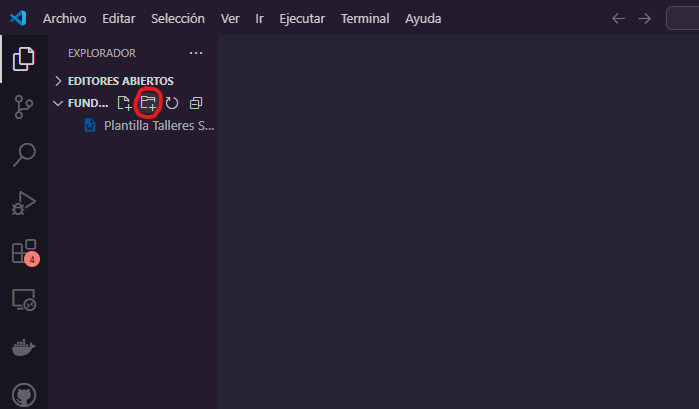 Archivo Editar Selección Ver Ir Ejecutar Terminal Ayuda
EXPLORADOR ...
EDITORES ABIERTOS
FUND...
Plantilla Talleres S...
4